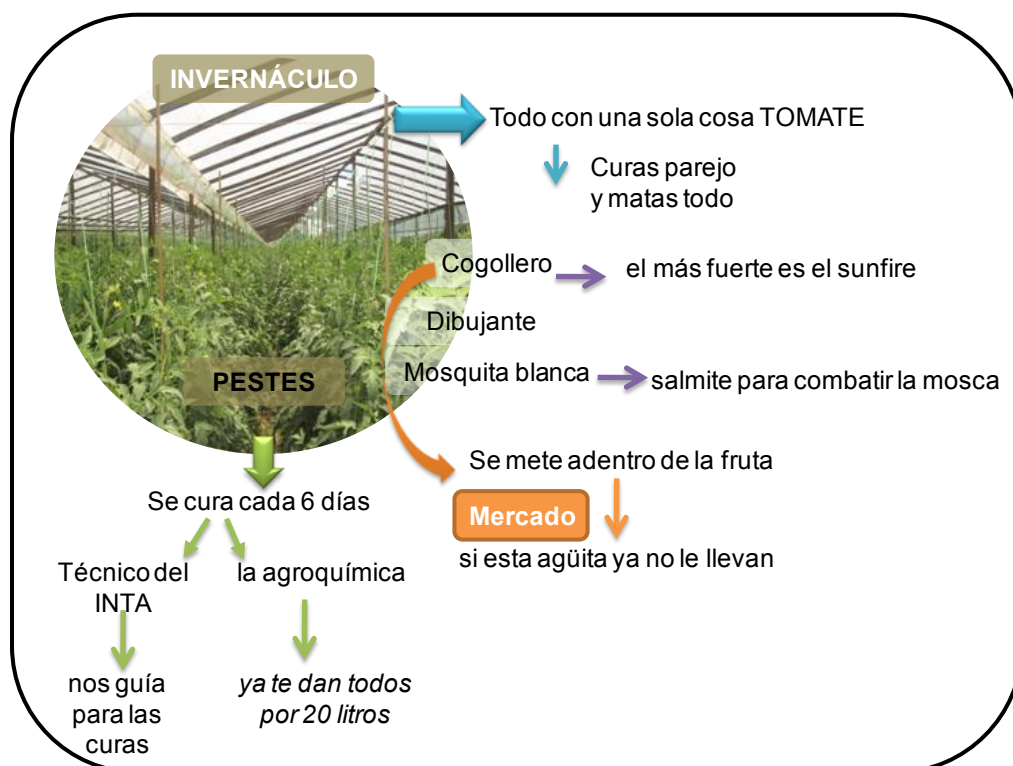 INVERNÁCULO
Todo con una sola cosa TOMATE
Curas parejo
y matas todo
Cogollero
el más fuerte es el sunfire
Dibujante
PESTES
Mosquita blanca
salmite para combatir la mosca
Se mete adentro de la fruta
Se cura cada 6 días
Mercado
si esta agüita ya no le llevan
Técnico del
INTA
la agroquímica
nos guía
para las
curas
ya te dan todos
por 20 litros